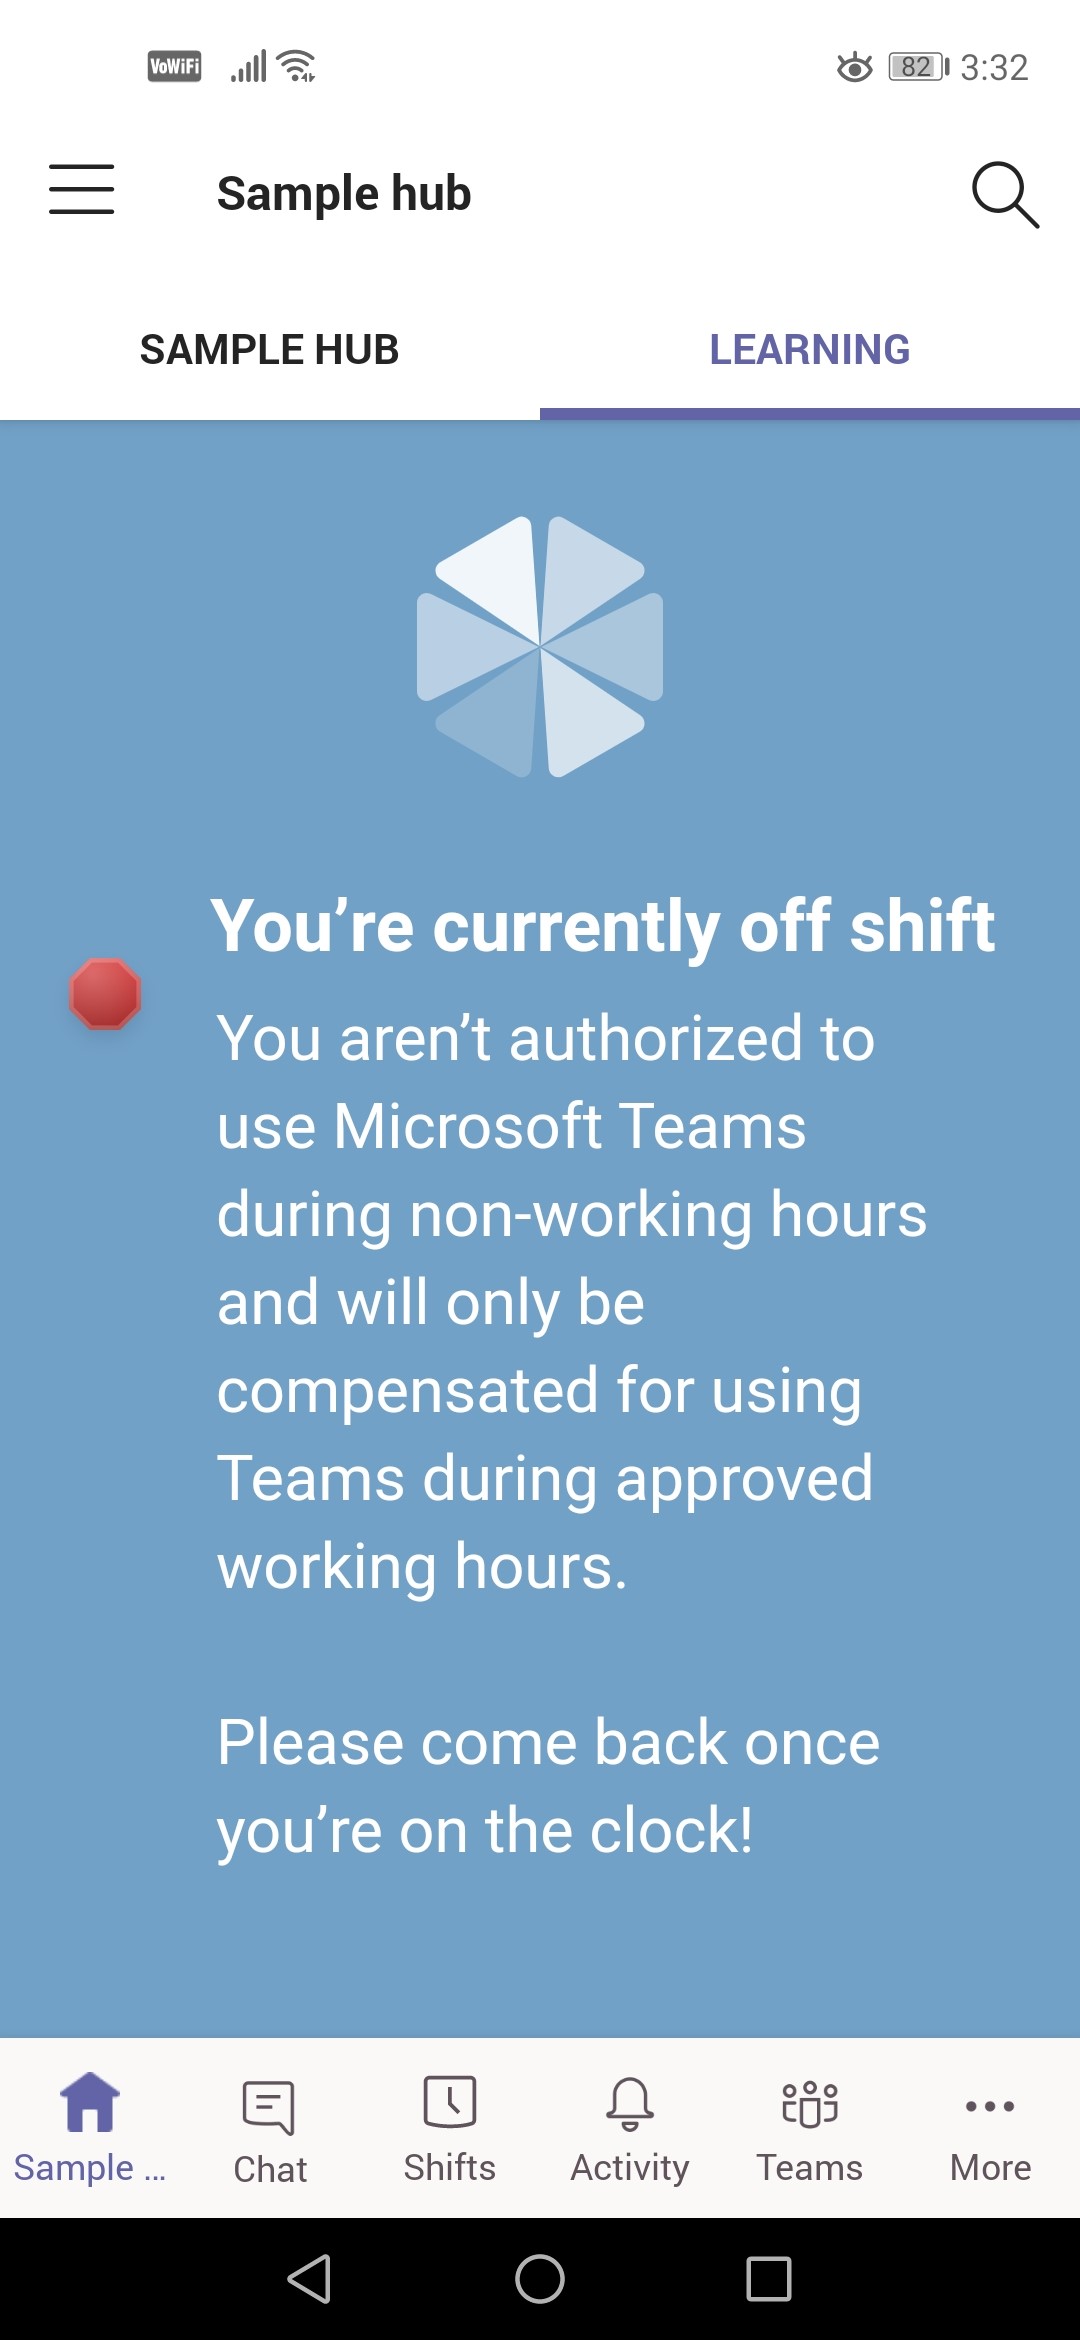 VoWiFi 82 3:32
Sample hub
SAMPLE HUB LEARNING
You’re currently off shift
You aren’t authorized to
use Microsoft Teams
during non-working hours
and will only be
compensated for using
Teams during approved
working hours.
Please come back once
you’re on the clock!
Sample ... Chat Shifts Activity Teams More